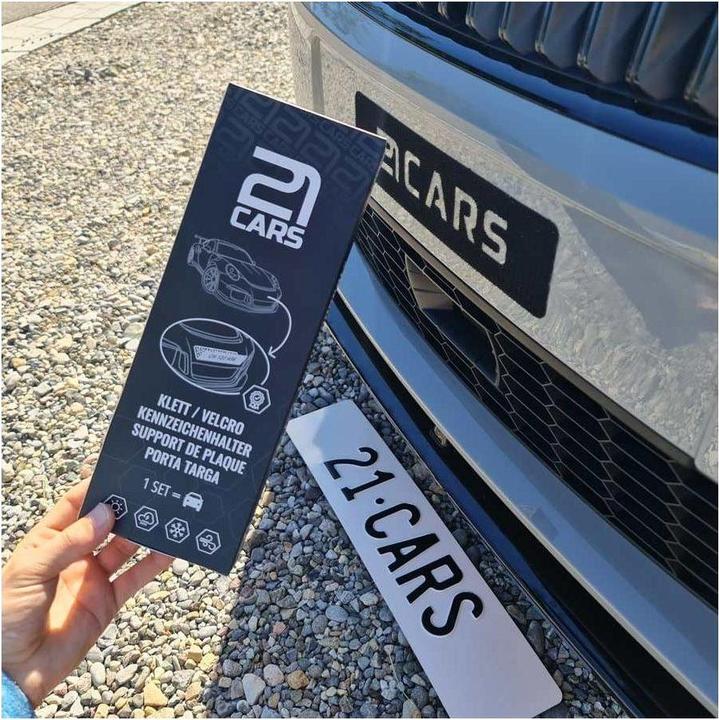 21
CARS
KLETT / VELCRO
KENNZEICHENHALTER
SUPPORT DE PLAQUE
PORTA TARGA
1 SET =
21CARS
21·CARS